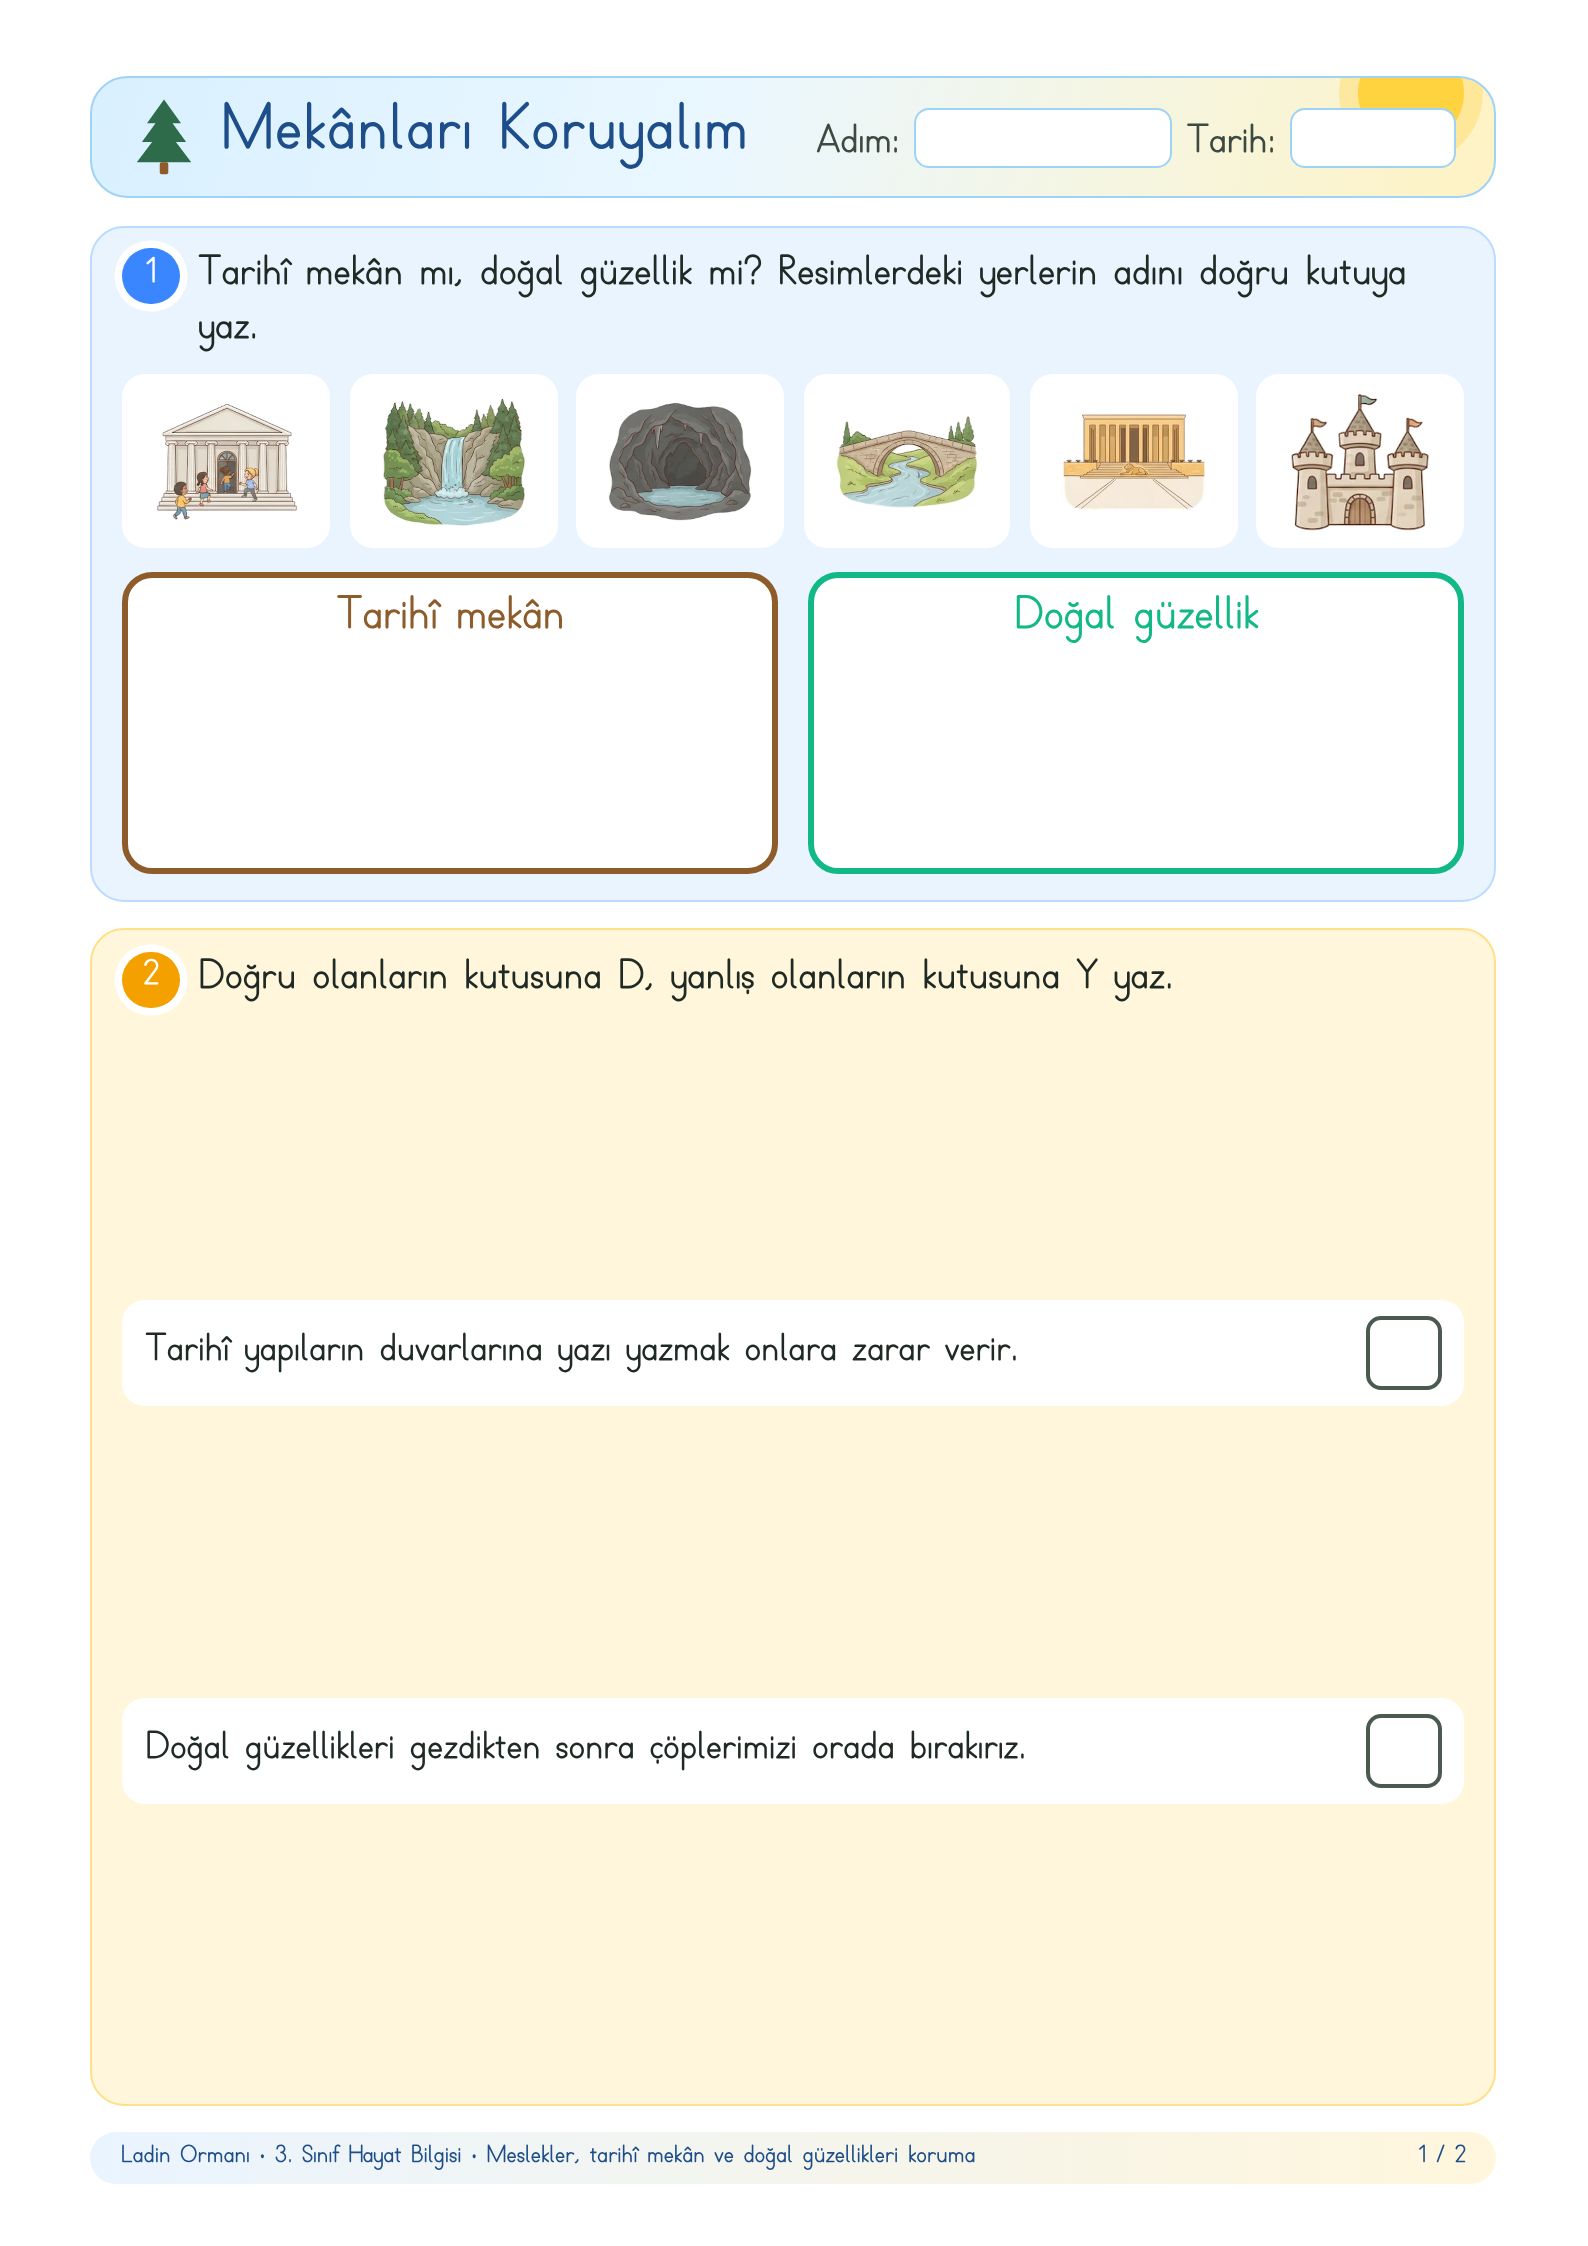 Mekânları Koruyalım
Adım:
Tarih:
1
Tarihî mekân mı, doğal güzellik mi? Resimlerdeki yerlerin adını doğru kutuya
yaz.
Tarihî mekân
Doğal güzellik
2
Doğru olanların kutusuna D, yanlış olanların kutusuna Y yaz.
Tarihî yapıların duvarlarına yazı yazmak onlara zarar verir.
Doğal güzellikleri gezdikten sonra çöplerimizi orada bırakırız.
Ladin Ormanı • 3. Sınıf Hayat Bilgisi • Meslekler, tarihî mekân ve doğal güzellikleri koruma
1 / 2